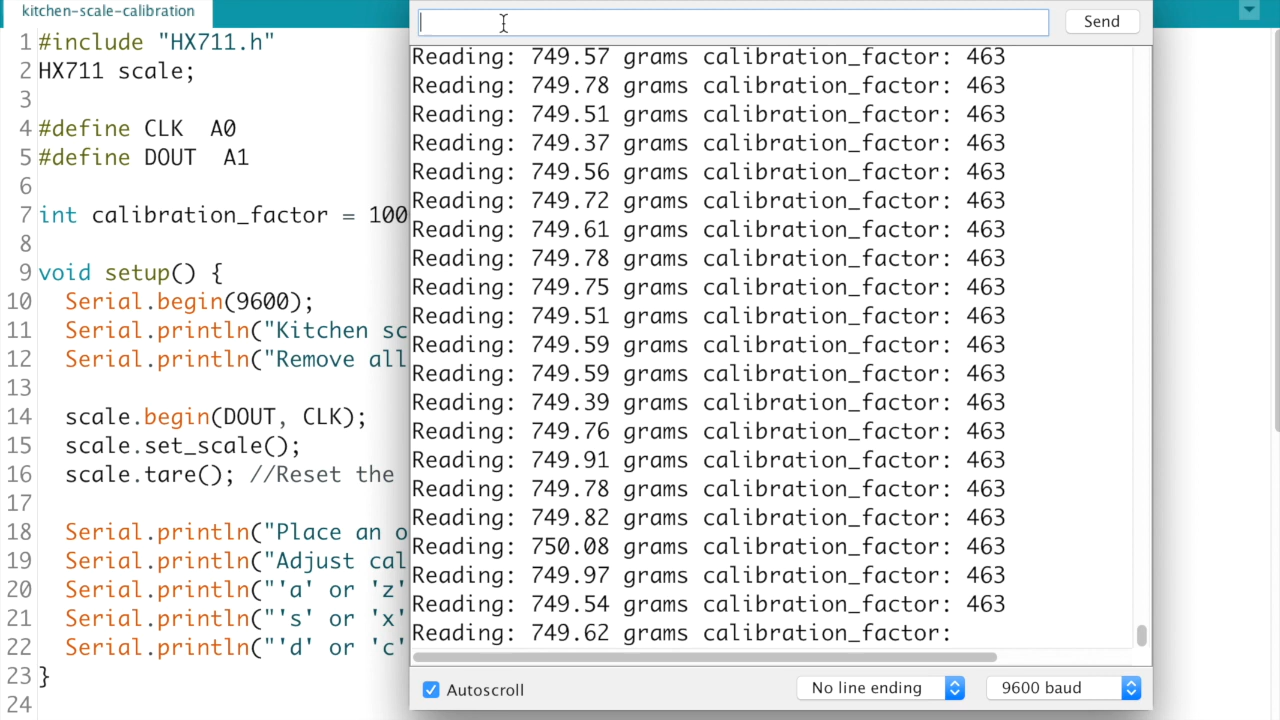 kitchen-scale-calibration
1 #include "HX711.h"
2 HX711 scale;
3
4 #define CLK A0
5 #define DOUT A1
6
7 int calibration_factor = 100
8
9 void setup() {
10 Serial.begin(9600);
11 Serial.println("Kitchen sc
12 Serial.println("Remove all
13
14 scale.begin(DOUT, CLK);
15 scale.set_scale();
16 scale.tare(); //Reset the
17
18 Serial.println("Place an o
19 Serial.println("Adjust cal
20 Serial.println("'a' or 'z'
21 Serial.println("'s' or 'x'
22 Serial.println("'d' or 'c'
23 }
24
Send
Reading: 749.57 grams calibration_factor: 463
Reading: 749.78 grams calibration_factor: 463
Reading: 749.51 grams calibration_factor: 463
Reading: 749.37 grams calibration_factor: 463
Reading: 749.56 grams calibration_factor: 463
Reading: 749.72 grams calibration_factor: 463
Reading: 749.61 grams calibration_factor: 463
Reading: 749.78 grams calibration_factor: 463
Reading: 749.75 grams calibration_factor: 463
Reading: 749.51 grams calibration_factor: 463
Reading: 749.59 grams calibration_factor: 463
Reading: 749.59 grams calibration_factor: 463
Reading: 749.39 grams calibration_factor: 463
Reading: 749.76 grams calibration_factor: 463
Reading: 749.91 grams calibration_factor: 463
Reading: 749.78 grams calibration_factor: 463
Reading: 749.82 grams calibration_factor: 463
Reading: 750.08 grams calibration_factor: 463
Reading: 749.97 grams calibration_factor: 463
Reading: 749.54 grams calibration_factor: 463
Reading: 749.62 grams calibration_factor:
Autoscroll
No line ending
9600 baud